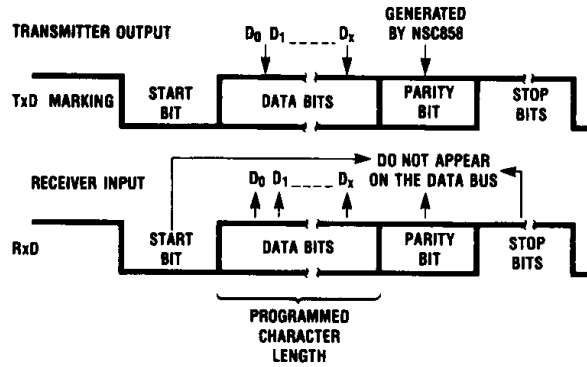 TRANSMITTER OUTPUT
D0 D1 ----- Dx
GENERATED
BY NSC858
TxD MARKING
START
BIT
DATA BITS
PARITY
BIT
STOP
BITS
RECEIVER INPUT
D0 D1 ----- Dx
DO NOT APPEAR
ON THE DATA BUS
RxD
START
BIT
DATA BITS
PARITY
BIT
STOP
BITS
PROGRAMMED
CHARACTER
LENGTH